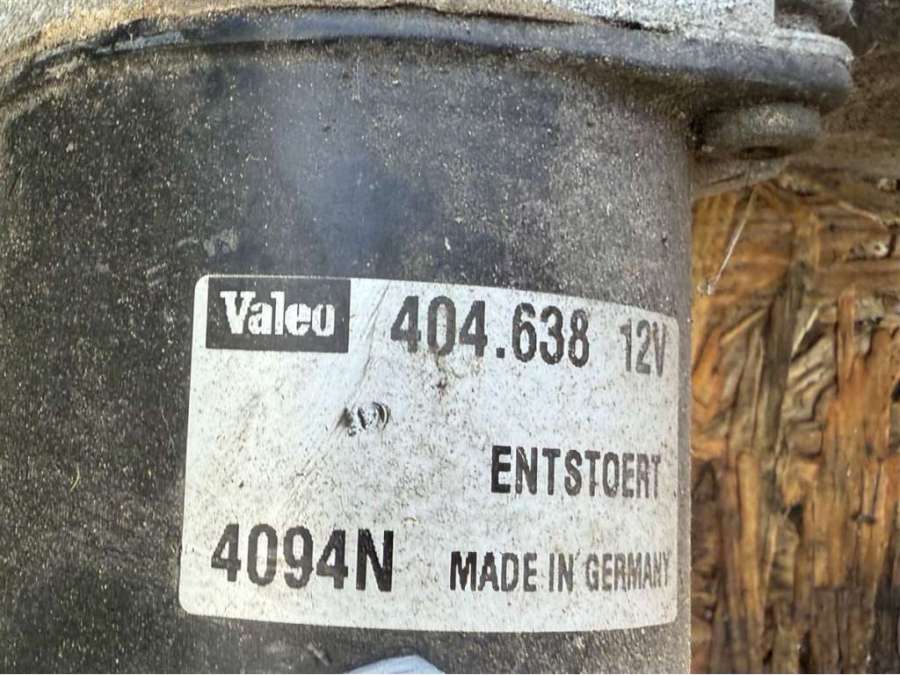 Valeo 404.638 12V
ENTSTOERT
4094N MADE IN GERMANY